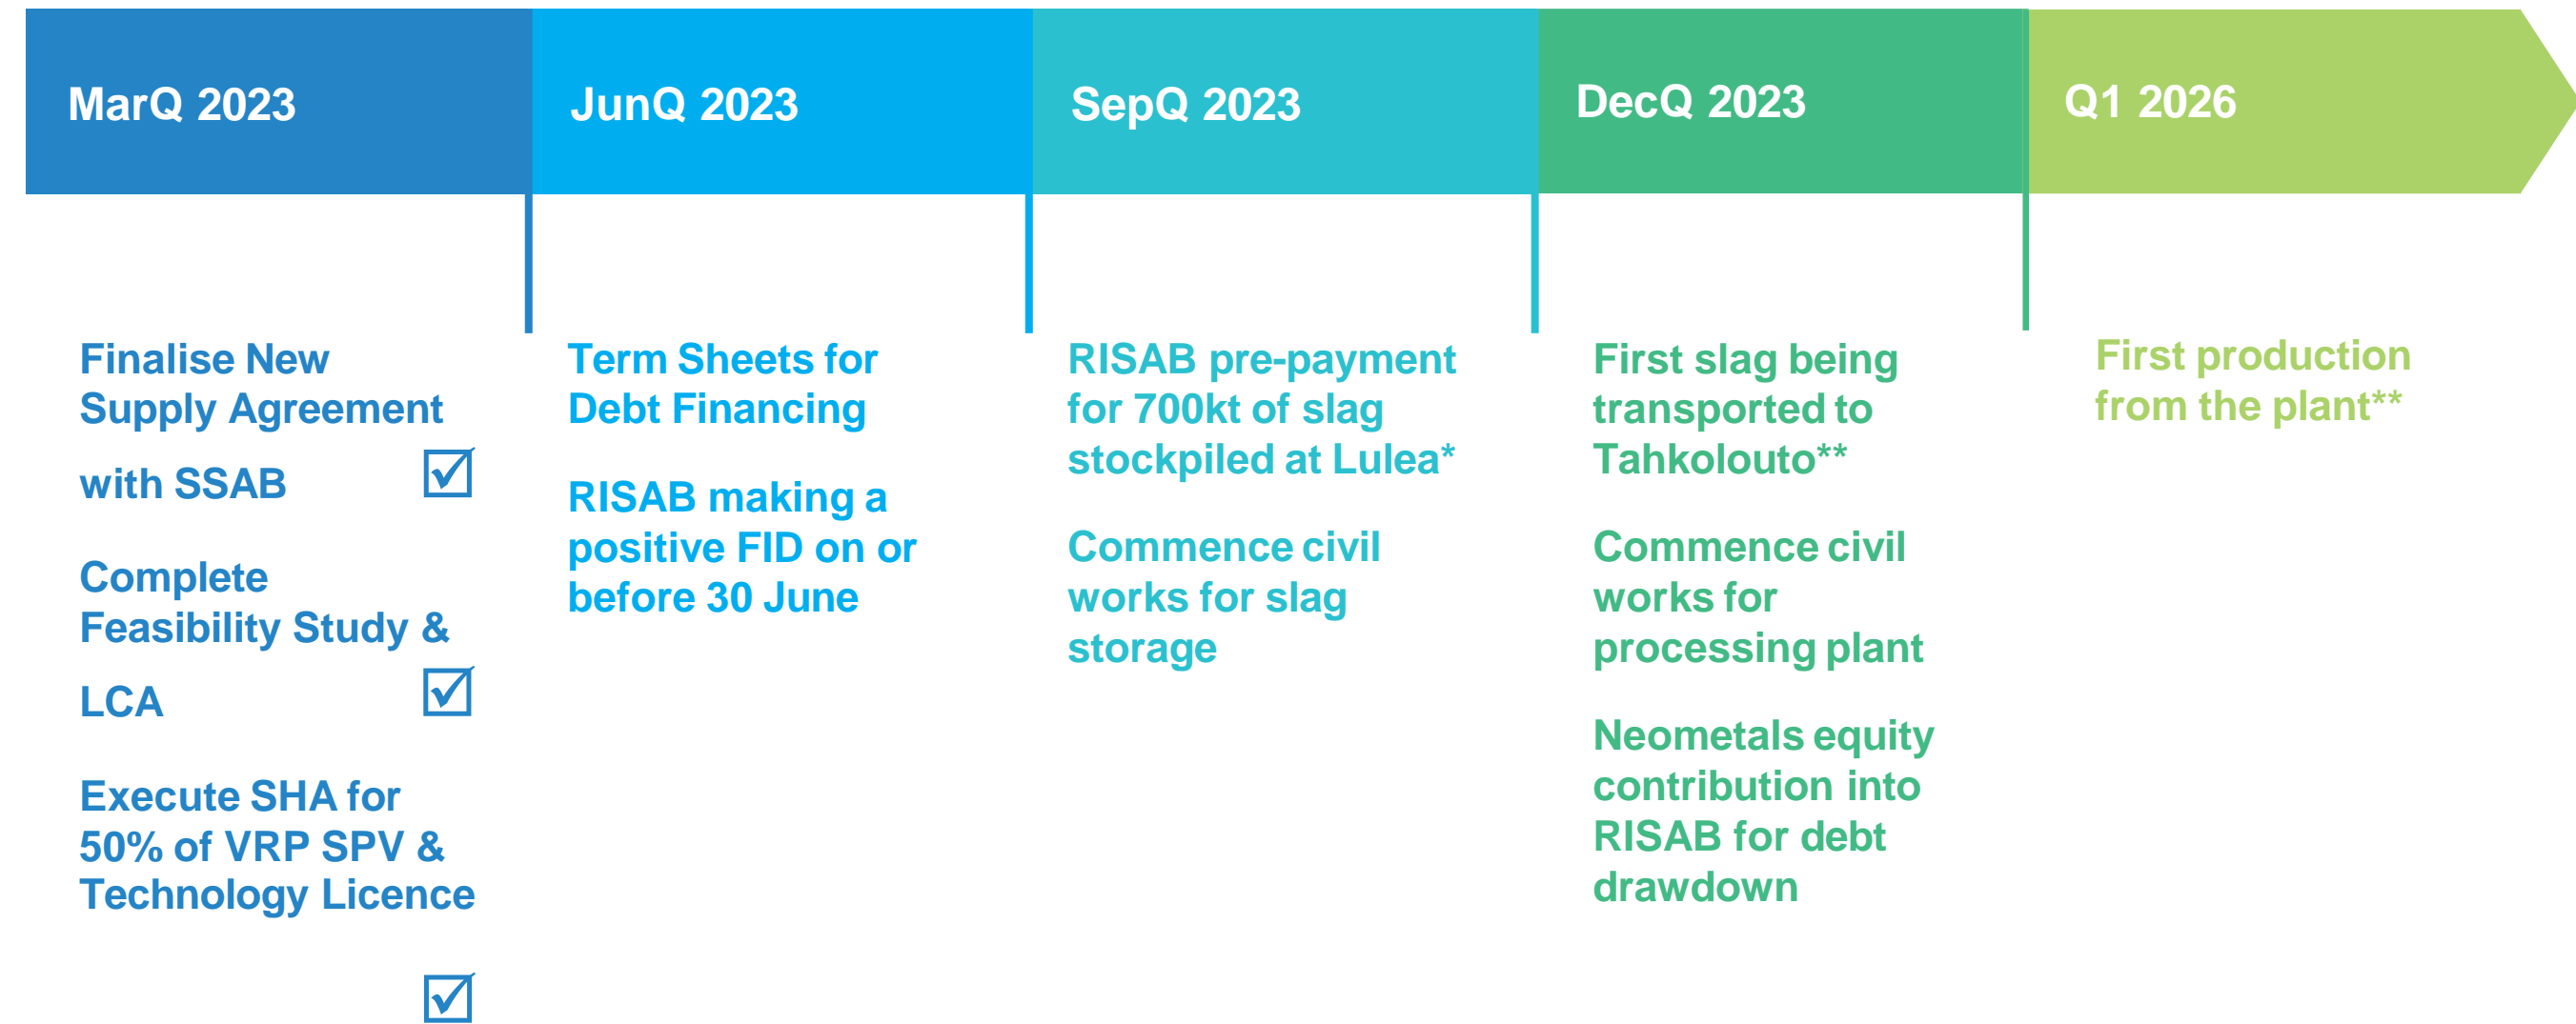 MarQ 2023
JunQ 2023
SepQ 2023
DecQ 2023
Q1 2026
Finalise New
Supply Agreement
with SSAB
Complete
Feasibility Study &
LCA
Execute SHA for
50% of VRP SPV &
Technology Licence
Term Sheets for
Debt Financing
RISAB making a
positive FID on or
before 30 June
RISAB pre-payment
for 700kt of slag
stockpiled at Lulea*
Commence civil
works for slag
storage
First slag being
transported to
Tahkolouto**
Commence civil
works for
processing plant
Neometals equity
contribution into
RISAB for debt
drawdown
First production
from the plant**